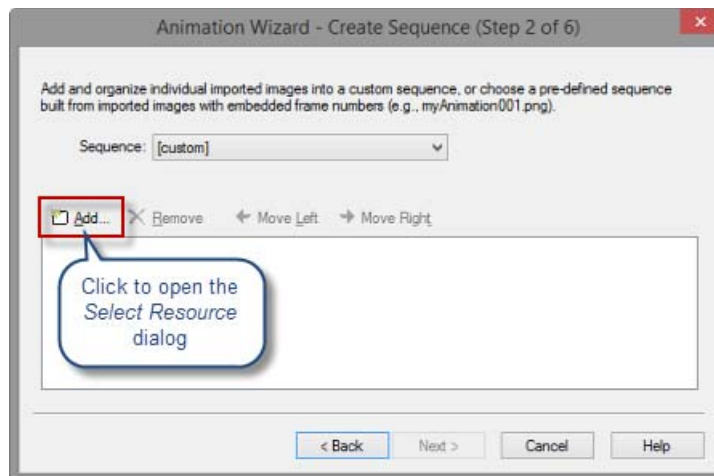 Animation Wizard - Create Sequence (Step 2 of 6)
Add and organize individual imported images into a custom sequence, or choose a pre-defined sequence
built from imported images with embedded frame numbers (e.g., myAnimation001.png).
Sequence: [custom]
Add... Remove Move Left Move Right
Click to open the
Select Resource
dialog
< Back Next > Cancel Help